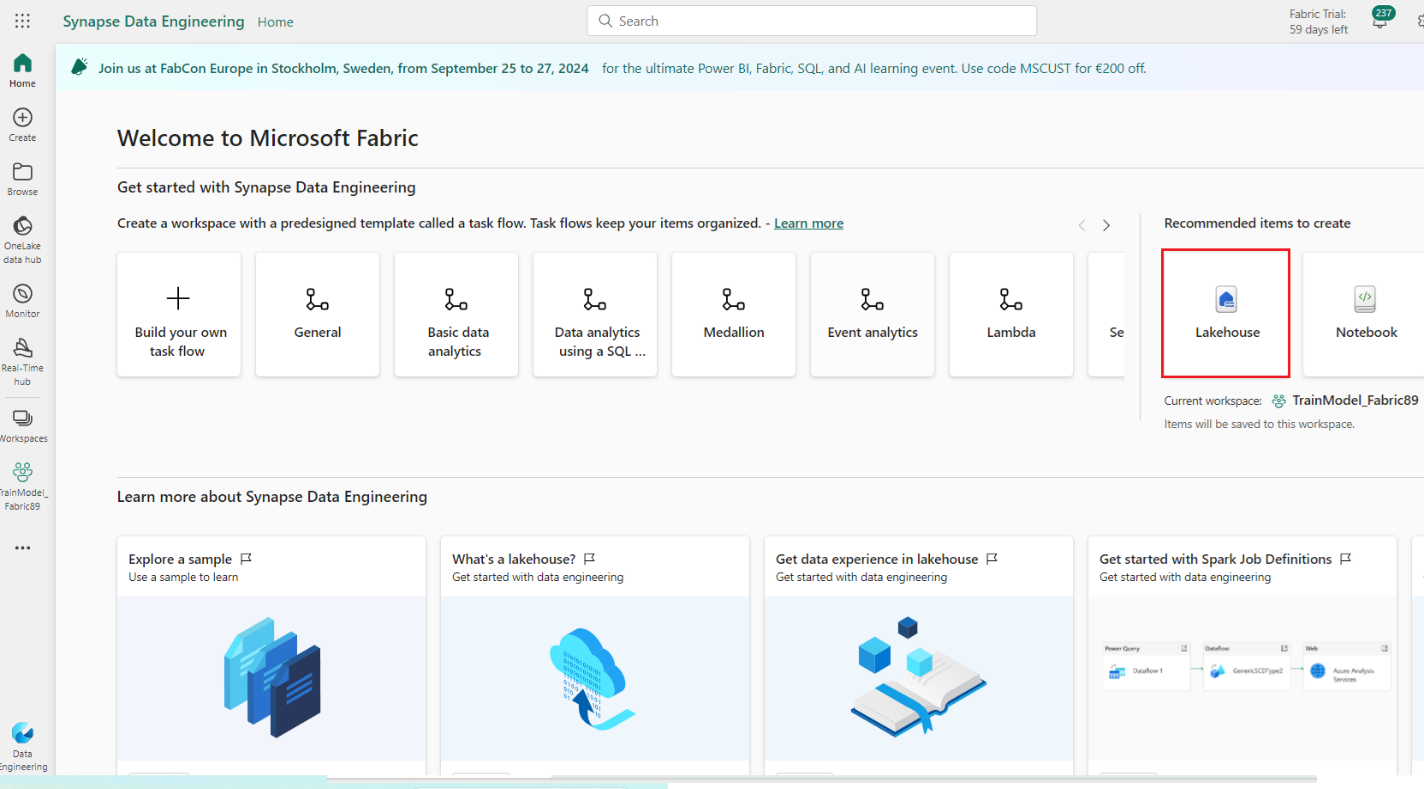 Synapse Data Engineering Home
Search
Fabric Trial:
59 days left
237
Home
Create
Browse
OneLake
data hub
Monitor
Real-Time
hub
Workspaces
TrainModel_
Fabric89
Data
Engineering
Join us at FabCon Europe in Stockholm, Sweden, from September 25 to 27, 2024 for the ultimate Power BI, Fabric, SQL, and AI learning event. Use code MSCUST for €200 off.
Welcome to Microsoft Fabric
Get started with Synapse Data Engineering
Create a workspace with a predesigned template called a task flow. Task flows keep your items organized. - Learn more
Build your own
task flow
General
Basic data
analytics
Data analytics
using a SQL ...
Medallion
Event analytics
Lambda
Se
Recommended items to create
Lakehouse
Notebook
Current workspace: TrainModel_Fabric89
Items will be saved to this workspace.
Learn more about Synapse Data Engineering
Explore a sample
Use a sample to learn
What's a lakehouse?
Get started with data engineering
Get data experience in lakehouse
Get started with data engineering
Get started with Spark Job Definitions
Get started with data engineering
Power Query
Dataflow 1
Dataflow
GenericSCDType2
Web
Azure Analysis
Services